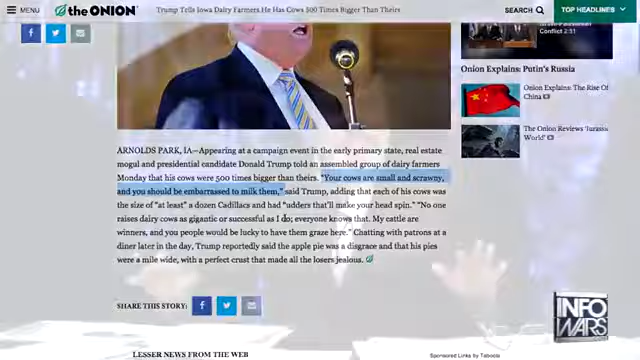 MENU
the ONION
Trump Tells Iowa Dairy Farmers He Has Cows 500 Times Bigger Than Theirs
SEARCH
TOP HEADLINES
Conflict 2:31
Onion Explains: Putin's Russia
Onion Explains: The Rise Of
China
The Onion Reviews 'Jurassic
World'
ARNOLDS PARK, IA—Appearing at a campaign event in the early primary state, real estate
mogul and presidential candidate Donald Trump told an assembled group of dairy farmers
Monday that his cows were 500 times bigger than theirs. "Your cows are small and scrawny,
and you should be embarrassed to milk them," said Trump, adding that each of his cows was
the size of "at least" a dozen Cadillacs and had "udders that'll make your head spin." "No one
raises dairy cows as gigantic or successful as I do; everyone knows that. My cattle are
winners, and you people would be lucky to have them graze here." Chatting with patrons at a
diner later in the day, Trump reportedly said the apple pie was a disgrace and that his pies
were a mile wide, with a perfect crust that made all the losers jealous.
SHARE THIS STORY:
INFO
WARS
LESSER NEWS FROM THE WEB
Sponsored Links by Taboola